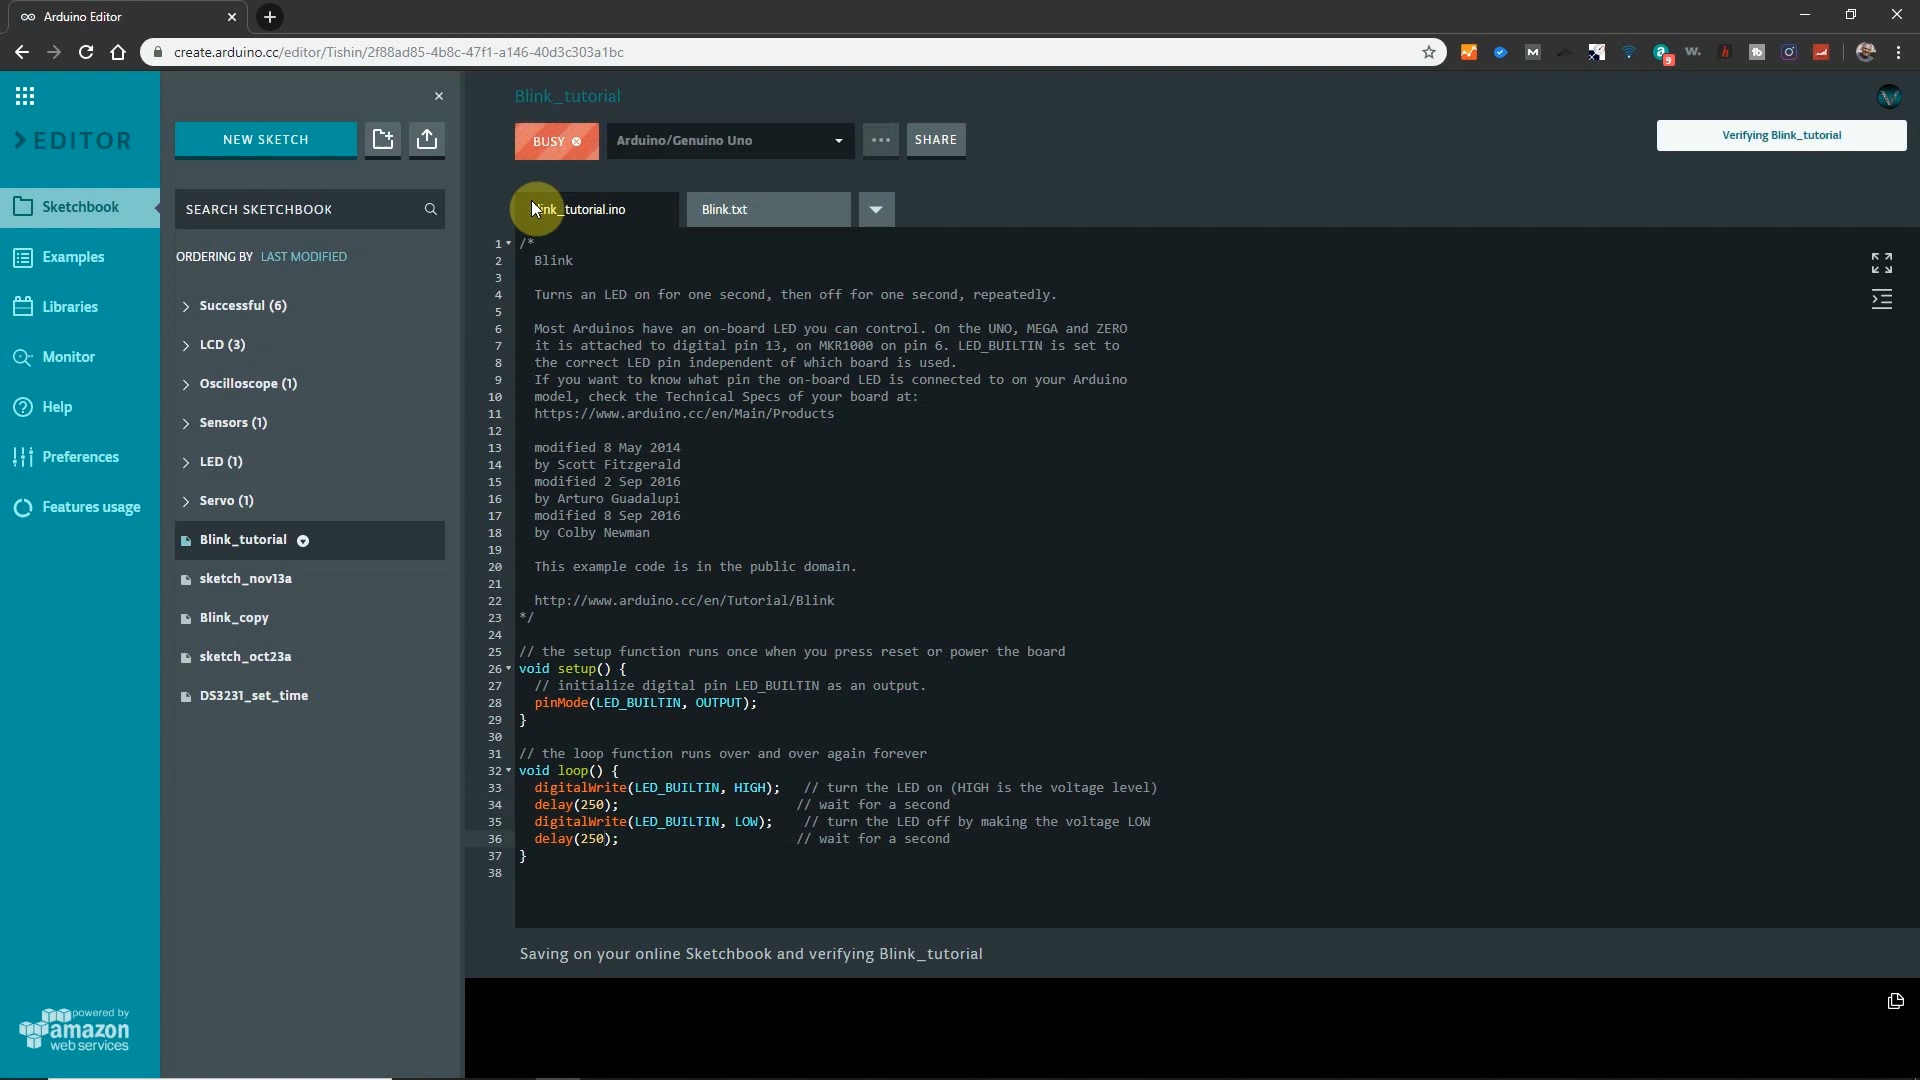 Arduino Editor
create.arduino.cc/editor/Tishin/2f88ad85-4b8c-47f1-a146-40d3c303a1bc
9
EDITOR
Sketchbook
Examples
Libraries
Monitor
Help
Preferences
Features usage
powered by
amazon
web services
NEW SKETCH
SEARCH SKETCHBOOK
ORDERING BY LAST MODIFIED
Successful (6)
LCD (3)
Oscilloscope (1)
Sensors (1)
LED (1)
Servo (1)
Blink_tutorial
sketch_nov13a
Blink_copy
sketch_oct23a
DS3231_set_time
Blink_tutorial
BUSY
Arduino/Genuino Uno
SHARE
Verifying Blink_tutorial
Blink_tutorial.ino
Blink.txt
1 /*
2 Blink
3
4 Turns an LED on for one second, then off for one second, repeatedly.
5
6 Most Arduinos have an on-board LED you can control. On the UNO, MEGA and ZERO
7 it is attached to digital pin 13, on MKR1000 on pin 6. LED_BUILTIN is set to
8 the correct LED pin independent of which board is used.
9 If you want to know what pin the on-board LED is connected to on your Arduino
10 model, check the Technical Specs of your board at:
11 https://www.arduino.cc/en/Main/Products
12
13 modified 8 May 2014
14 by Scott Fitzgerald
15 modified 2 Sep 2016
16 by Arturo Guadalupi
17 modified 8 Sep 2016
18 by Colby Newman
19
20 This example code is in the public domain.
21
22 http://www.arduino.cc/en/Tutorial/Blink
23 */
24
25 // the setup function runs once when you press reset or power the board
26 void setup() {
27 // initialize digital pin LED_BUILTIN as an output.
28 pinMode(LED_BUILTIN, OUTPUT);
29 }
30
31 // the loop function runs over and over again forever
32 void loop() {
33 digitalWrite(LED_BUILTIN, HIGH); // turn the LED on (HIGH is the voltage level)
34 delay(250); // wait for a second
35 digitalWrite(LED_BUILTIN, LOW); // turn the LED off by making the voltage LOW
36 delay(250); // wait for a second
37 }
38
Saving on your online Sketchbook and verifying Blink_tutorial